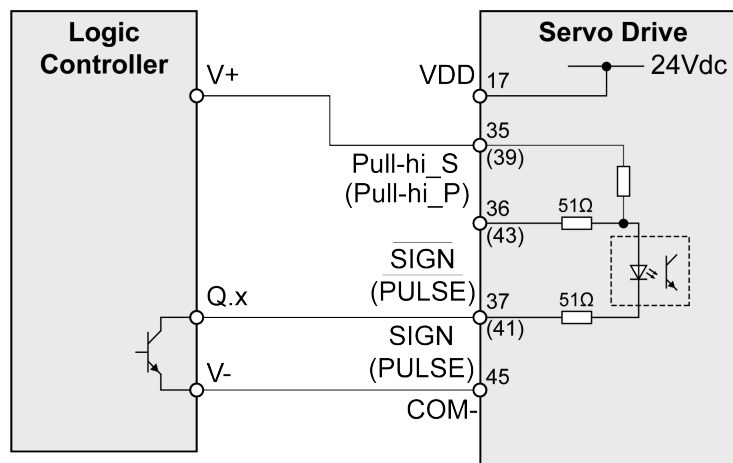 Logic
Controller
Servo Drive
24Vdc
V+
VDD
17
35
(39)
Pull-hi_S
(Pull-hi_P)
36
(43)
51Ω
SIGN
(PULSE)
Q.x
37
(41)
51Ω
SIGN
(PULSE)
V-
45
COM-